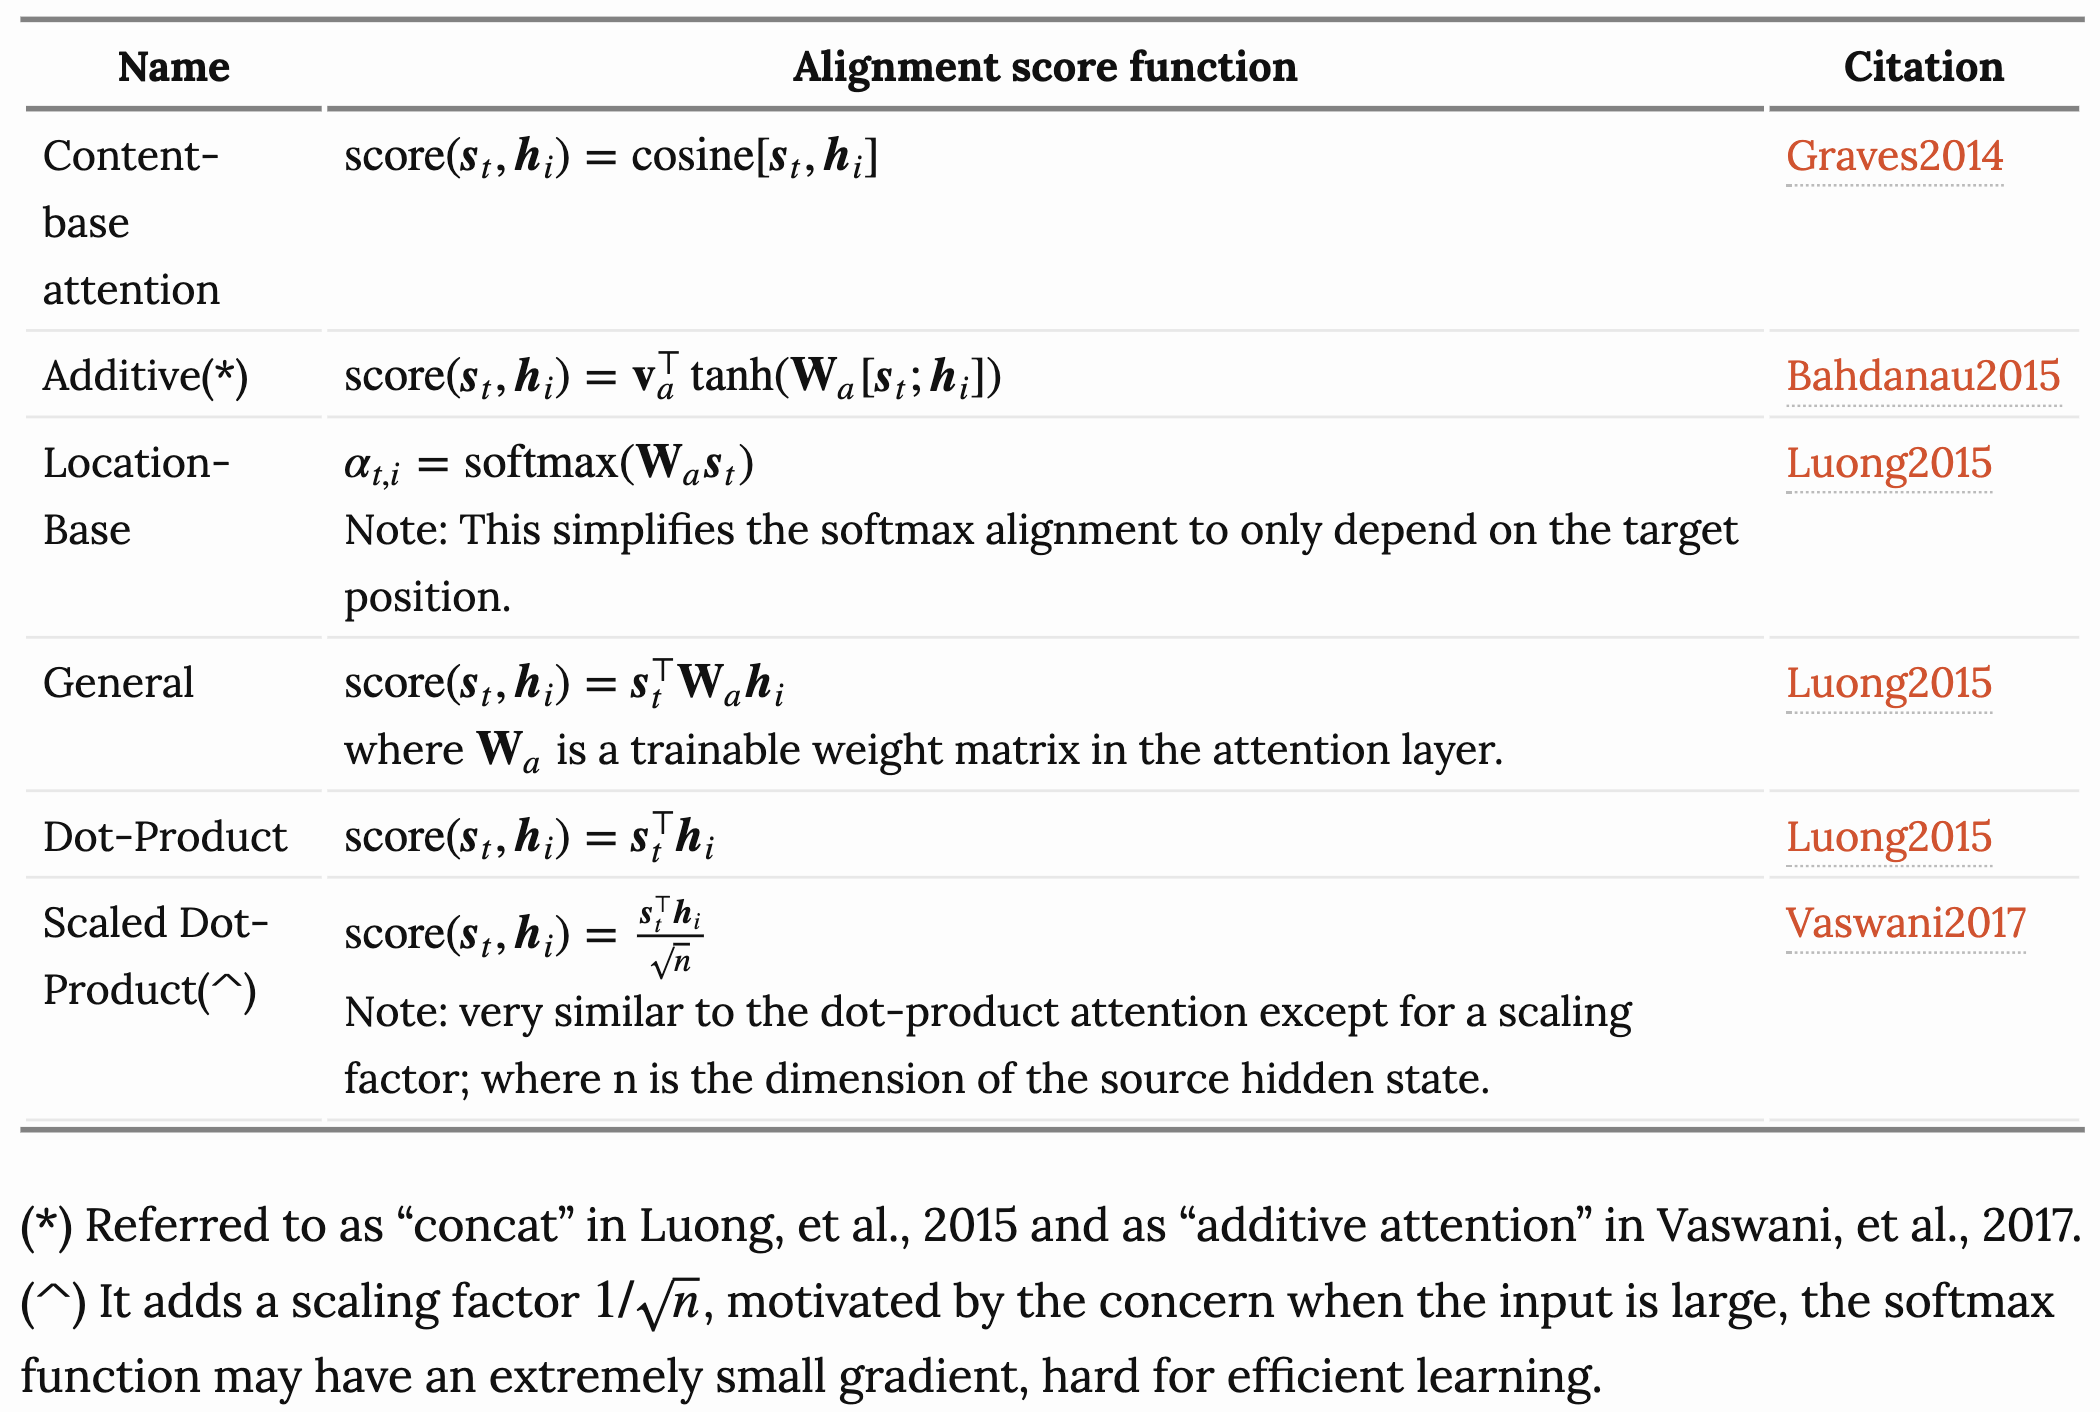 Name Alignment score function Citation
Content- score(s_t, h_i) = cosine[s_t, h_i] Graves2014
base
attention
Additive(*) score(s_t, h_i) = v_a^⊤ tanh(W_a[s_t; h_i]) Bahdanau2015
Location- α_{t,i} = softmax(W_a s_t) Luong2015
Base Note: This simplifies the softmax alignment to only depend on the target
position.
General score(s_t, h_i) = s_t^⊤ W_a h_i Luong2015
where W_a is a trainable weight matrix in the attention layer.
Dot-Product score(s_t, h_i) = s_t^⊤ h_i Luong2015
Scaled Dot- score(s_t, h_i) = s_t^⊤ h_i / √n Vaswani2017
Product(^)
Note: very similar to the dot-product attention except for a scaling
factor; where n is the dimension of the source hidden state.
(*) Referred to as “concat” in Luong, et al., 2015 and as “additive attention” in Vaswani, et al., 2017.
(^) It adds a scaling factor 1/√n, motivated by the concern when the input is large, the softmax
function may have an extremely small gradient, hard for efficient learning.